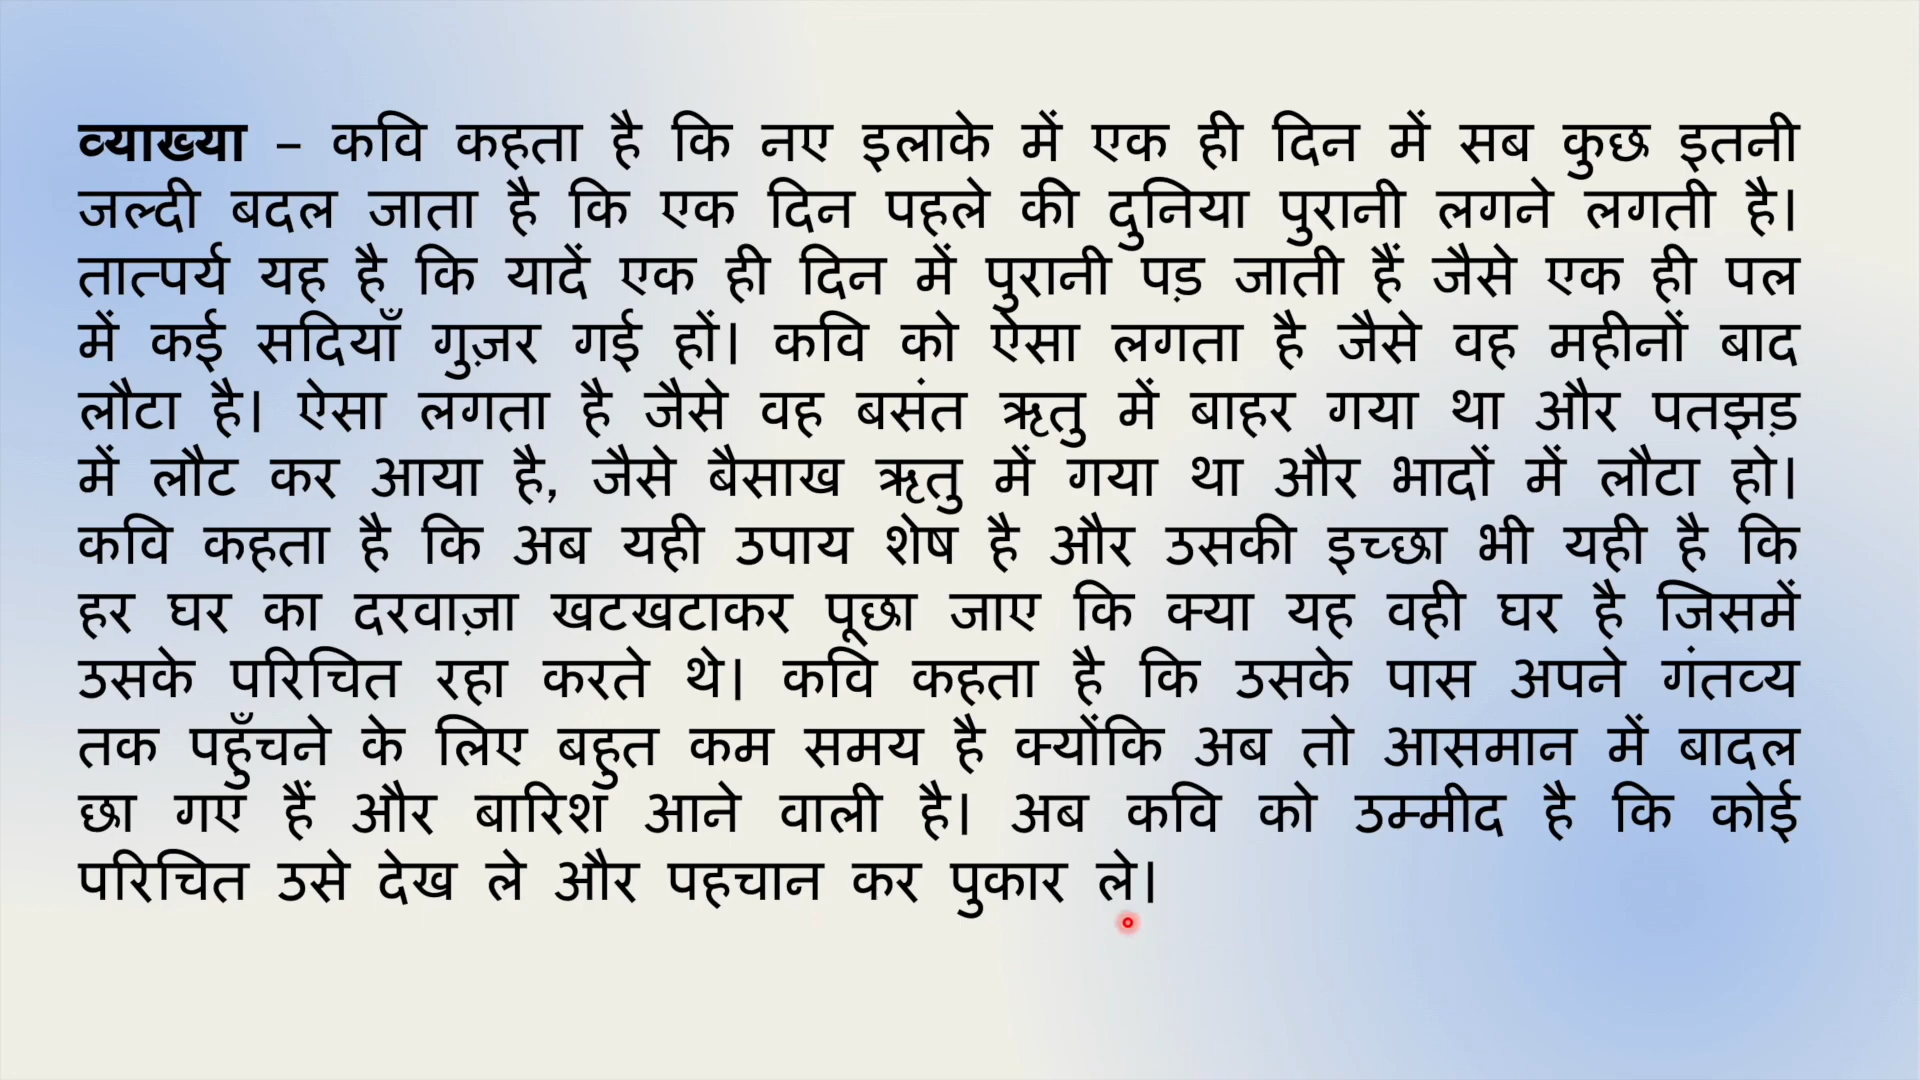 व्याख्या – कवि कहता है कि नए इलाके में एक ही दिन में सब कुछ इतनी
जल्दी बदल जाता है कि एक दिन पहले की दुनिया पुरानी लगने लगती है।
तात्पर्य यह है कि यादें एक ही दिन में पुरानी पड़ जाती हैं जैसे एक ही पल
में कई सदियाँ गुज़र गई हों। कवि को ऐसा लगता है जैसे वह महीनों बाद
लौटा है। ऐसा लगता है जैसे वह बसंत ऋतु में बाहर गया था और पतझड़
में लौट कर आया है, जैसे बैसाख ऋतु में गया था और भादों में लौटा हो।
कवि कहता है कि अब यही उपाय शेष है और उसकी इच्छा भी यही है कि
हर घर का दरवाज़ा खटखटाकर पूछा जाए कि क्या यह वही घर है जिसमें
उसके परिचित रहा करते थे। कवि कहता है कि उसके पास अपने गंतव्य
तक पहुँचने के लिए बहुत कम समय है क्योंकि अब तो आसमान में बादल
छा गए हैं और बारिश आने वाली है। अब कवि को उम्मीद है कि कोई
परिचित उसे देख ले और पहचान कर पुकार ले।